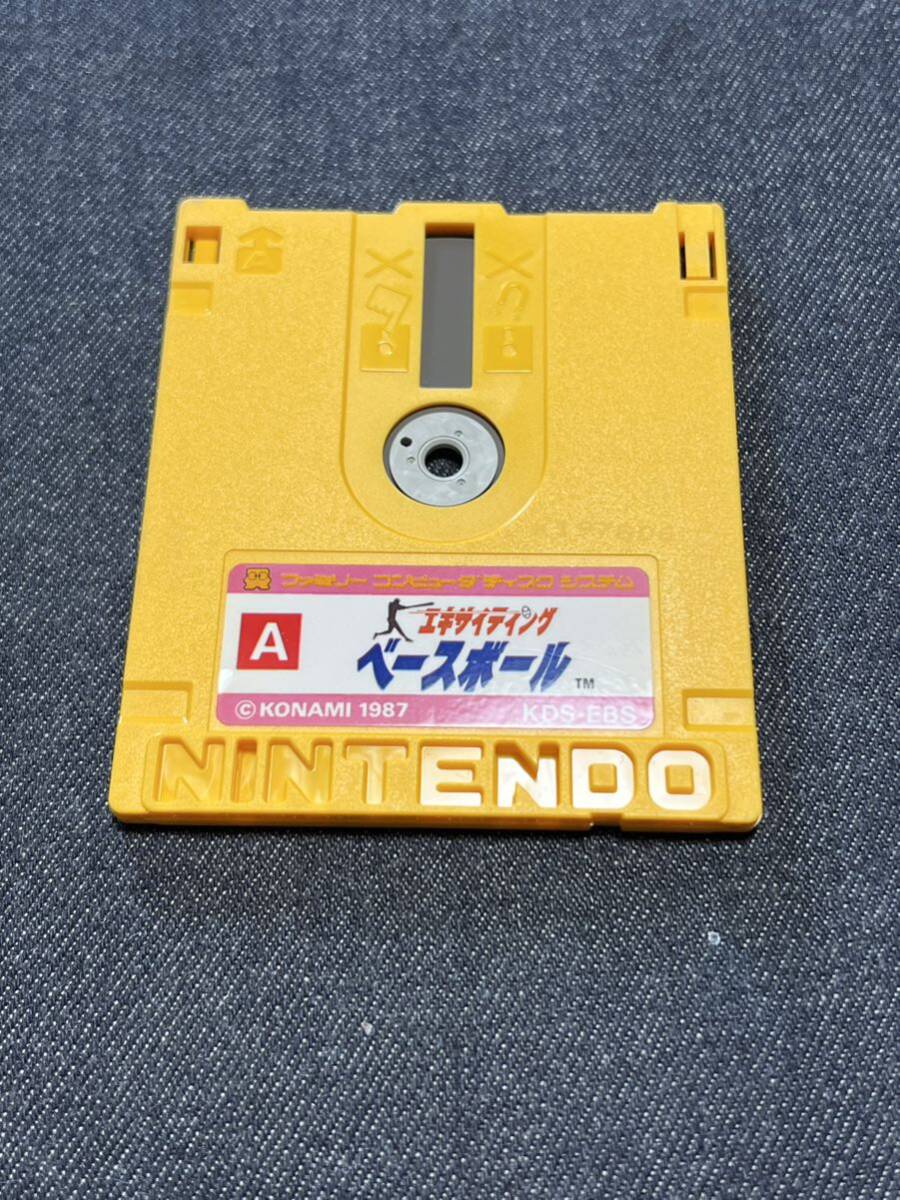 A
ファミリー コンピュータ ディスク システム
A
エキサイティング
ベースボール
TM
© KONAMI 1987
KDS-EBS
NINTENDO